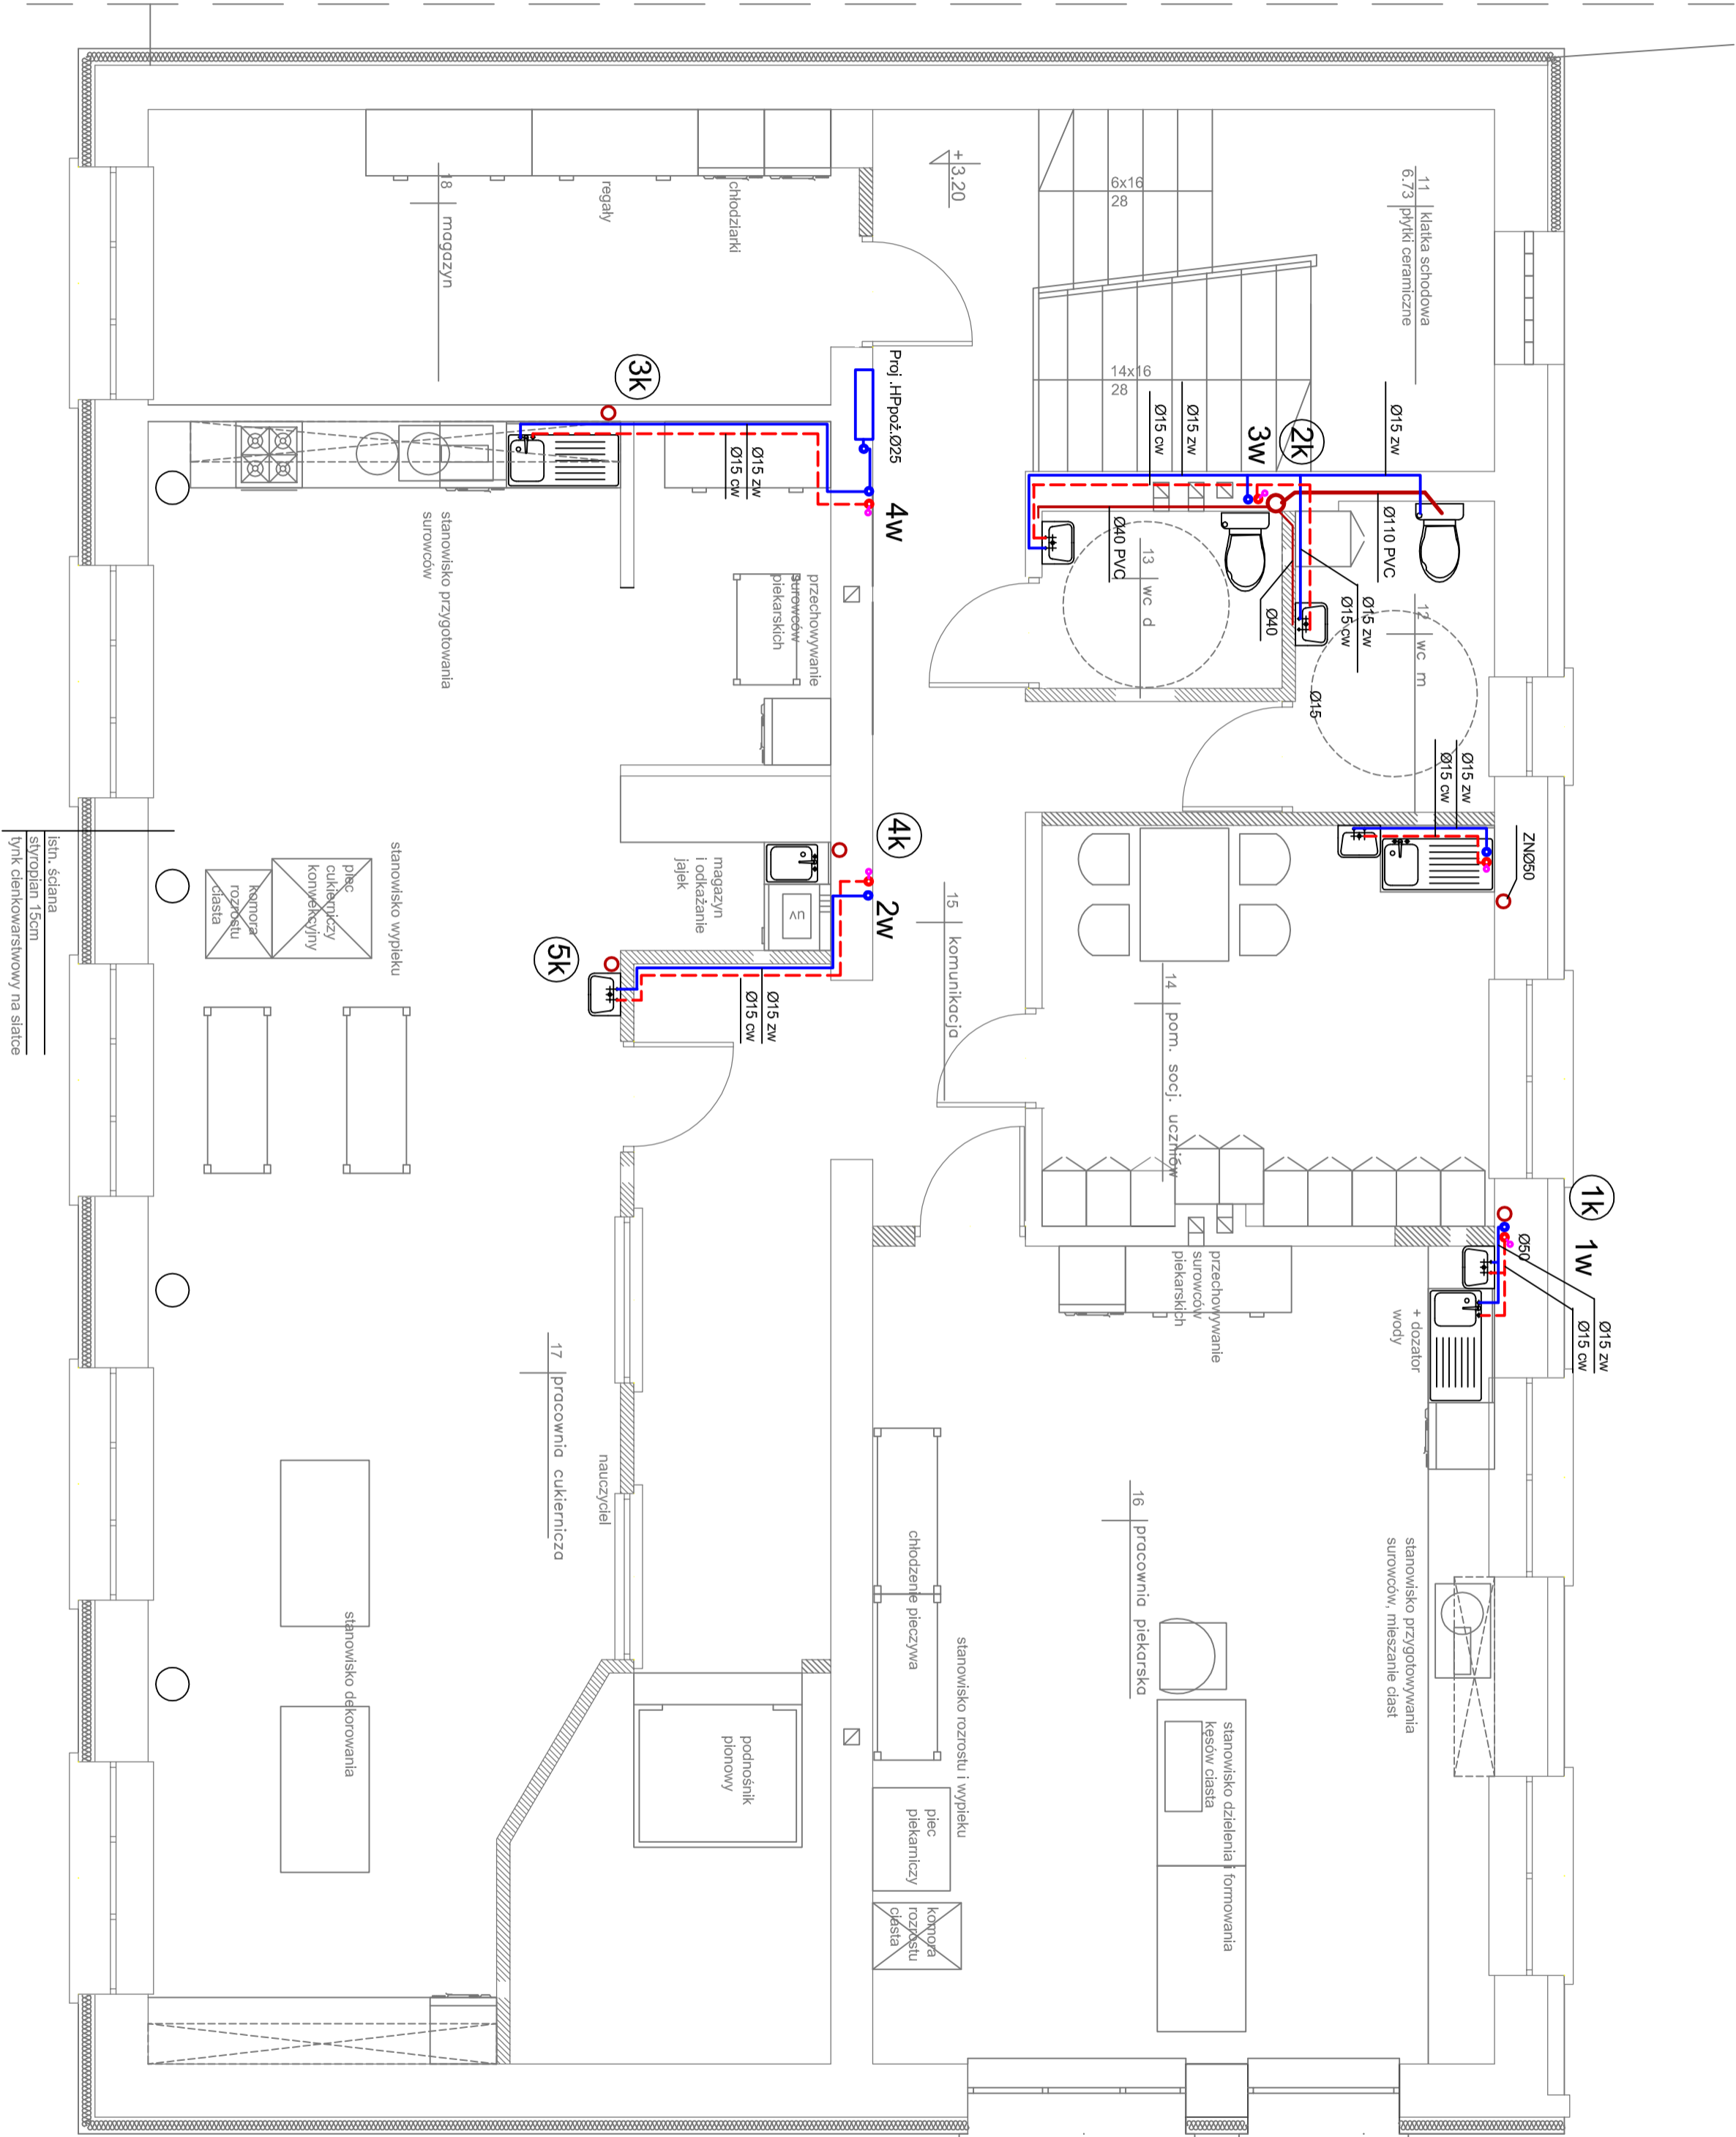 11 klatka schodowa
6.73 płytki ceramiczne
+3.20
6x16
28
14x16
28
18 magazyn
regały
chłodziarki
3k
Proj .HPpoż.Ø25
Ø15 zw
Ø15 cw
4w
Ø15 cw
Ø15 zw
3w
2k
Ø15 zw
Ø110 PVC
Ø40 PVC
Ø40
Ø15 zw
Ø15 cw
Ø15
13 wc d
12 wc m
stanowisko przygotowania
surowców
przechowywanie
surowców
piekarskich
Ø15 zw
Ø15 cw
ZNØ50
4k
2w
magazyn
i odkażanie
jajek
UV
5k
Ø15 zw
Ø15 cw
15 komunikacja
14 pom. socj. uczniów
istn. ściana
styropian 15cm
tynk cienkowarstwowy na siatce
stanowisko wypieku
piec
cukierniczy
konwekcyjny
komora
rozrostu
ciasta
1k
1w
Ø50
Ø15 zw
Ø15 cw
przechowywanie
surowców
piekarskich
+ dozator
wody
17 pracownia cukiernicza
nauczyciel
16 pracownia piekarska
stanowisko przygotowywania
surowców, mieszanie ciast
chłodzenie pieczywa
stanowisko rozrostu i wypieku
stanowisko dekorowania
podnośnik
pionowy
stanowisko dzielenia i formowania
kęsów ciasta
piec
piekarniczy
komora
rozrostu
ciasta